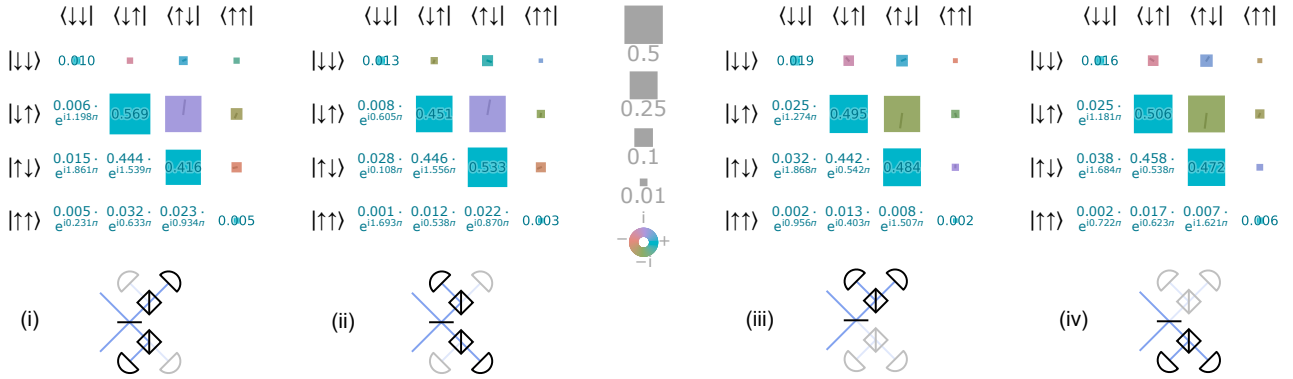 ⟨↓↓| ⟨↓↑| ⟨↑↓| ⟨↑↑|
|↓↓⟩ 0.010
|↓↑⟩ 0.006 · e^{i1.198π} 0.569
|↑↓⟩ 0.015 · e^{i1.861π} 0.444 · e^{i1.539π} 0.416
|↑↑⟩ 0.005 · e^{i0.231π} 0.032 · e^{i0.633π} 0.023 · e^{i0.934π} 0.005
(i)
⟨↓↓| ⟨↓↑| ⟨↑↓| ⟨↑↑|
|↓↓⟩ 0.013
|↓↑⟩ 0.008 · e^{i0.605π} 0.451
|↑↓⟩ 0.028 · e^{i0.108π} 0.446 · e^{i1.556π} 0.533
|↑↑⟩ 0.001 · e^{i1.693π} 0.012 · e^{i0.538π} 0.022 · e^{i0.870π} 0.003
(ii)
0.5
0.25
0.1
0.01
i
− +
−i
⟨↓↓| ⟨↓↑| ⟨↑↓| ⟨↑↑|
|↓↓⟩ 0.019
|↓↑⟩ 0.025 · e^{i1.274π} 0.495
|↑↓⟩ 0.032 · e^{i1.868π} 0.442 · e^{i0.542π} 0.484
|↑↑⟩ 0.002 · e^{i0.956π} 0.013 · e^{i0.403π} 0.008 · e^{i1.507π} 0.002
(iii)
⟨↓↓| ⟨↓↑| ⟨↑↓| ⟨↑↑|
|↓↓⟩ 0.016
|↓↑⟩ 0.025 · e^{i1.181π} 0.506
|↑↓⟩ 0.038 · e^{i1.684π} 0.458 · e^{i0.538π} 0.472
|↑↑⟩ 0.002 · e^{i0.722π} 0.017 · e^{i0.623π} 0.007 · e^{i1.621π} 0.006
(iv)